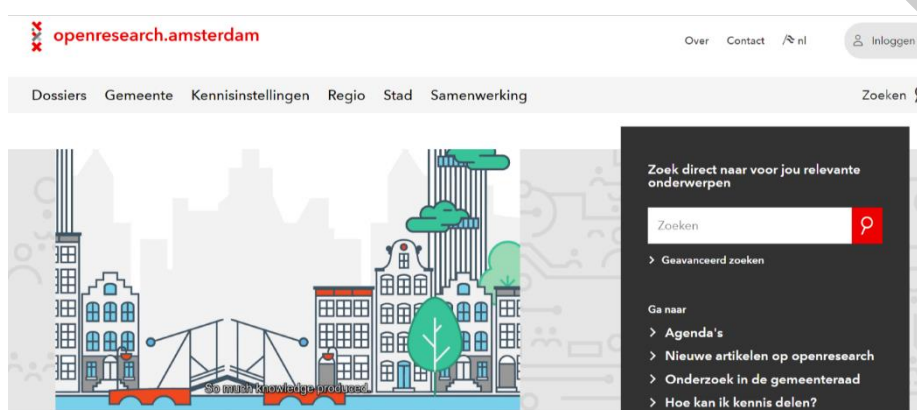 openresearch.amsterdam
Over Contact nl Inloggen
Dossiers Gemeente Kennisinstellingen Regio Stad Samenwerking Zoeken
Zoek direct naar voor jou relevante
onderwerpen
Zoeken
> Geavanceerd zoeken
Ga naar
> Agenda's
> Nieuwe artikelen op openresearch
> Onderzoek in de gemeenteraad
> Hoe kan ik kennis delen?
So much knowledge produced.